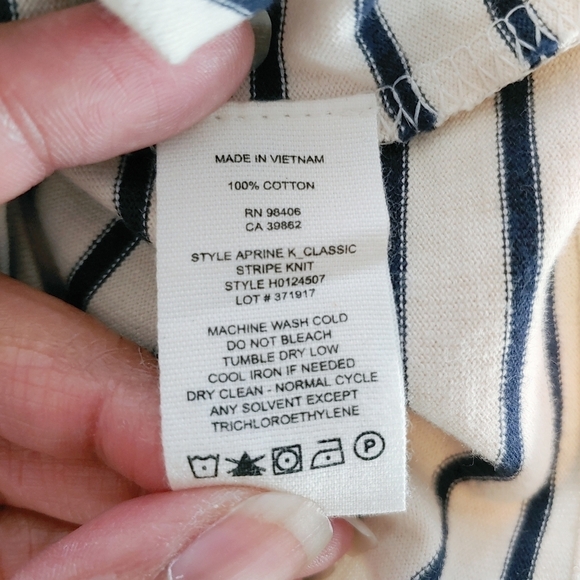 MADE IN VIETNAM
100% COTTON
RN 98406
CA 39862
STYLE APRINE K_CLASSIC
STRIPE KNIT
STYLE H0124507
LOT # 371917
MACHINE WASH COLD
DO NOT BLEACH
TUMBLE DRY LOW
COOL IRON IF NEEDED
DRY CLEAN - NORMAL CYCLE
ANY SOLVENT EXCEPT
TRICHLOROETHYLENE
P